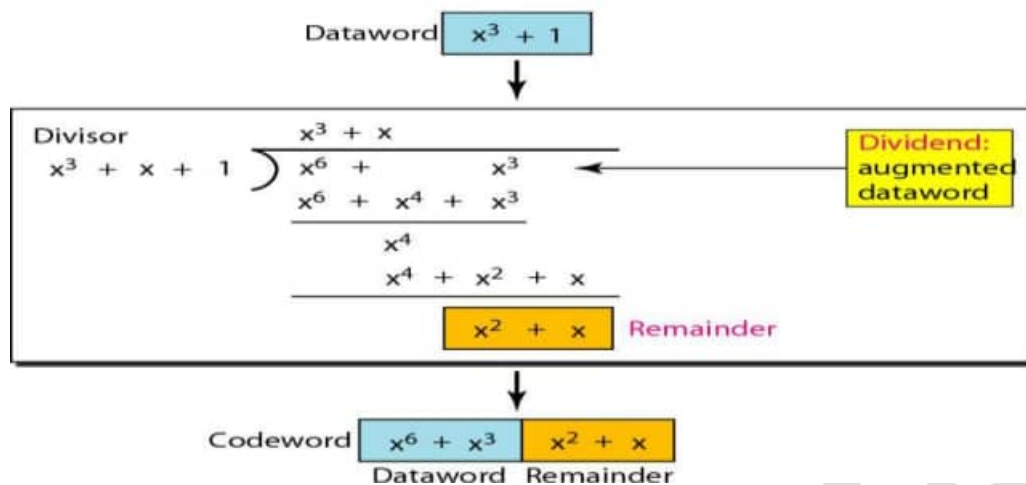 Dataword x³ + 1
Divisor
x³ + x
x³ + x + 1
x⁶ + x³
Dividend:
augmented
dataword
x⁶ + x⁴ + x³
x⁴
x⁴ + x² + x
x² + x Remainder
Codeword x⁶ + x³ x² + x
Dataword Remainder